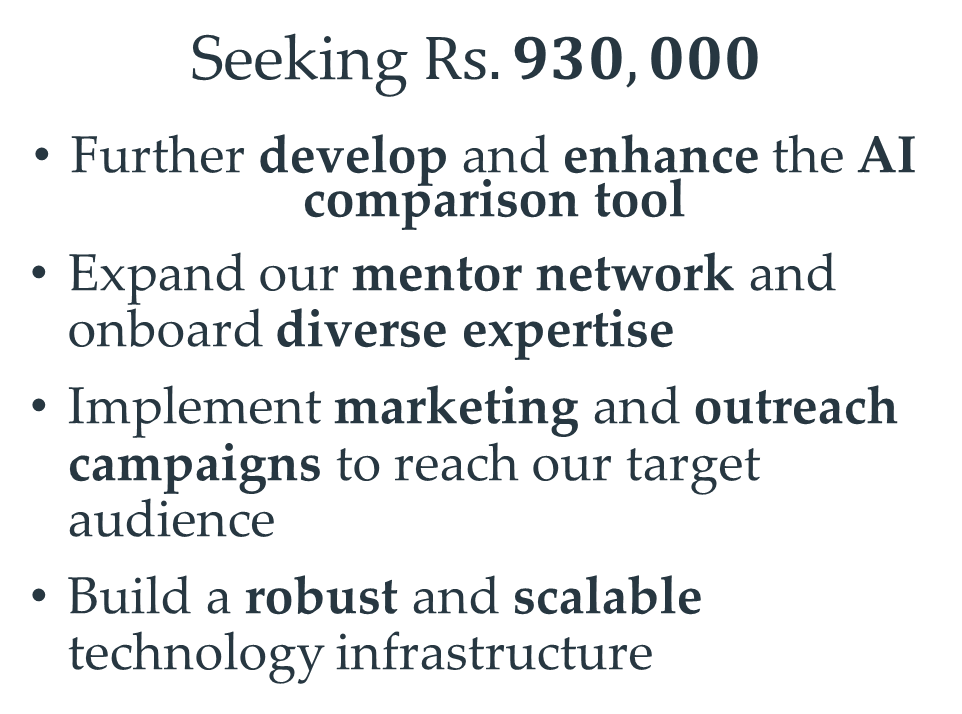 Seeking Rs. 930,000
• Further develop and enhance the AI
comparison tool
• Expand our mentor network and
onboard diverse expertise
• Implement marketing and outreach
campaigns to reach our target
audience
• Build a robust and scalable
technology infrastructure